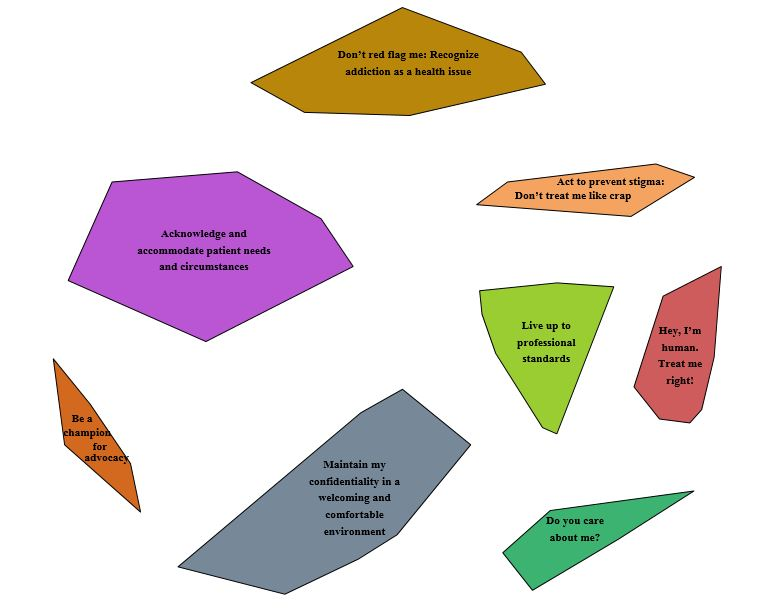 Don’t red flag me: Recognize
addiction as a health issue
Act to prevent stigma:
Don’t treat me like crap
Acknowledge and
accommodate patient needs
and circumstances
Live up to
professional
standards
Hey, I’m
human.
Treat me
right!
Be a
champion
for
advocacy
Maintain my
confidentiality in a
welcoming and
comfortable
environment
Do you care
about me?